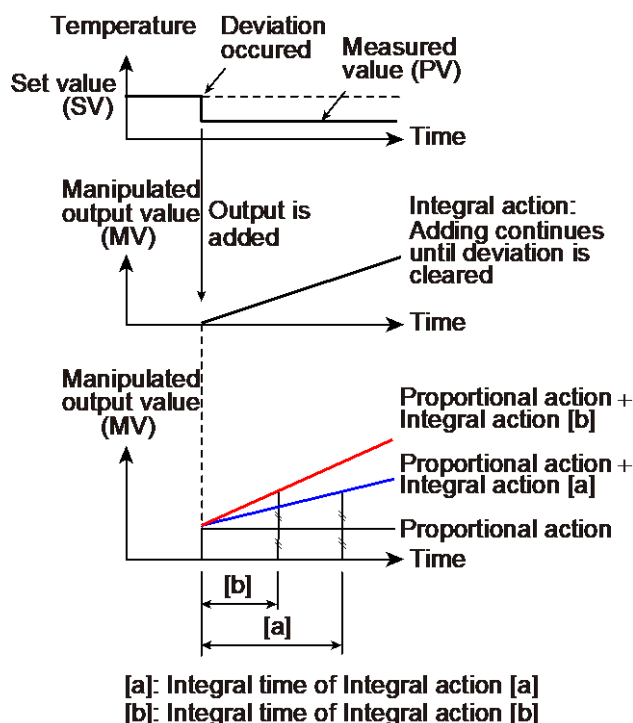 Temperature
Deviation
occured
Measured
value (PV)
Set value
(SV)
Time
Manipulated
output value
(MV)
Output is
added
Integral action:
Adding continues
until deviation is
cleared
Time
Manipulated
output value
(MV)
Proportional action +
Integral action [b]
Proportional action +
Integral action [a]
Proportional action
Time
[b]
[a]
[a]: Integral time of Integral action [a]
[b]: Integral time of Integral action [b]